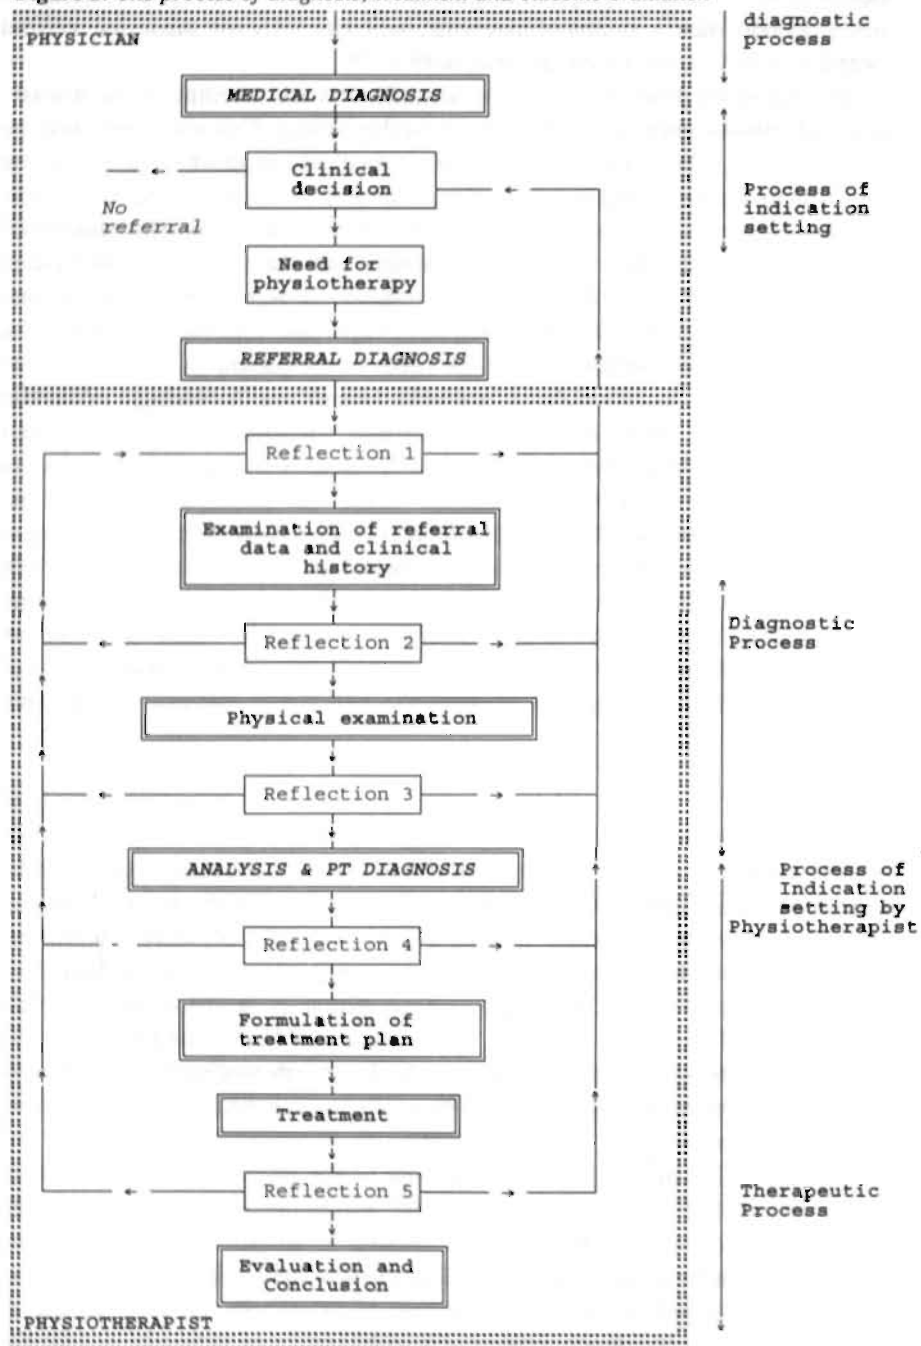 PHYSICIAN
diagnostic
process
MEDICAL DIAGNOSIS
Clinical
decision
No
referral
Process of
indication
setting
Need for
physiotherapy
REFERRAL DIAGNOSIS
Reflection 1
Examination of referral
data and clinical
history
Reflection 2
Diagnostic
Process
Physical examination
Reflection 3
ANALYSIS & PT DIAGNOSIS
Process of
Indication
setting by
Physiotherapist
Reflection 4
Formulation of
treatment plan
Treatment
Reflection 5
Therapeutic
Process
Evaluation and
Conclusion
PHYSIOTHERAPIST